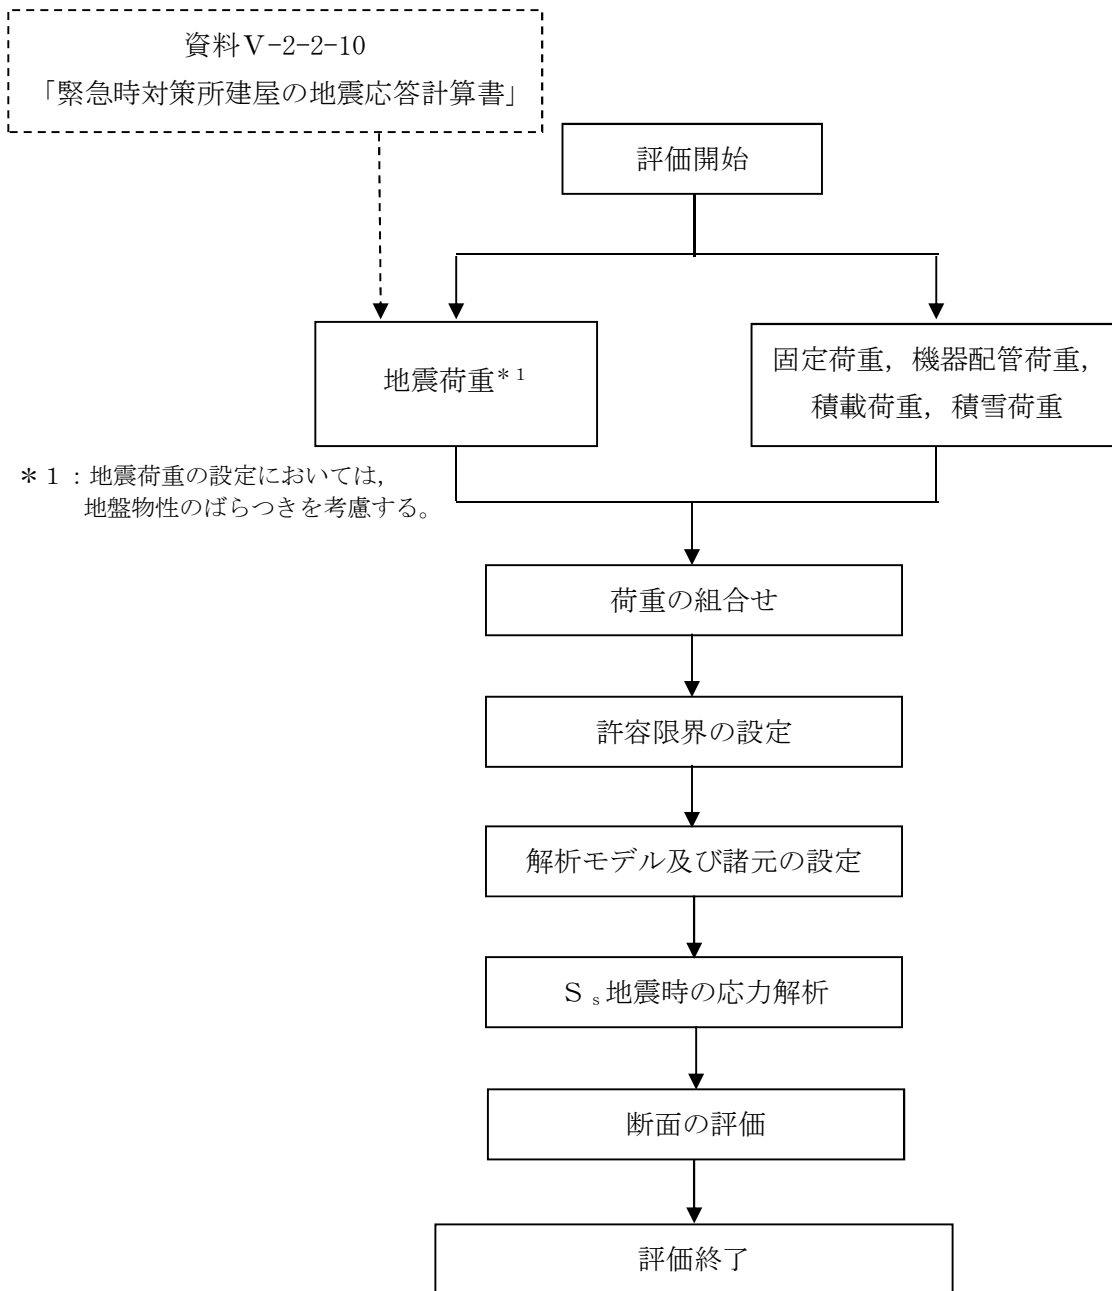 資料Ⅴ-2-2-10
「緊急時対策所建屋の地震応答計算書」
評価開始
地震荷重*1
固定荷重，機器配管荷重，
積載荷重，積雪荷重
＊1：地震荷重の設定においては，
地盤物性のばらつきを考慮する。
荷重の組合せ
許容限界の設定
解析モデル及び諸元の設定
Ｓｓ地震時の応力解析
断面の評価
評価終了